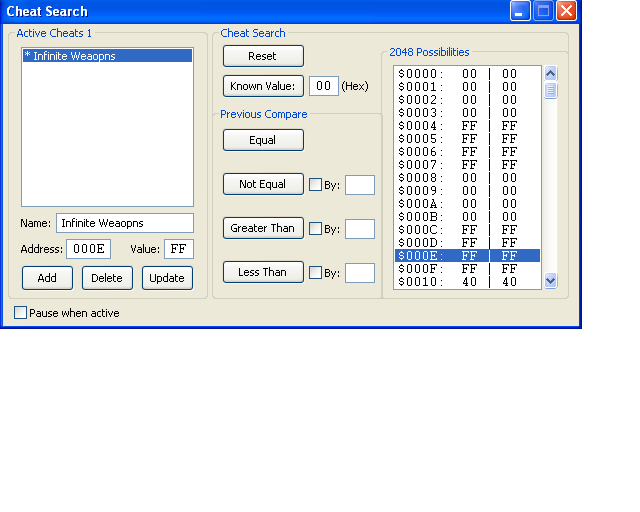 Cheat Search
Active Cheats 1
* Infinite Weaopns
Name: Infinite Weaopns
Address: 000E Value: FF
Add Delete Update
Pause when active
Cheat Search
Reset
Known Value: 00 (Hex)
Previous Compare
Equal
Not Equal By:
Greater Than By:
Less Than By:
2048 Possibilities
$0000: 00 | 00
$0001: 00 | 00
$0002: 00 | 00
$0003: 00 | 00
$0004: FF | FF
$0005: FF | FF
$0006: FF | FF
$0007: FF | FF
$0008: 00 | 00
$0009: 00 | 00
$000A: 00 | 00
$000B: 00 | 00
$000C: FF | FF
$000D: FF | FF
$000E: FF | FF
$000F: FF | FF
$0010: 40 | 40